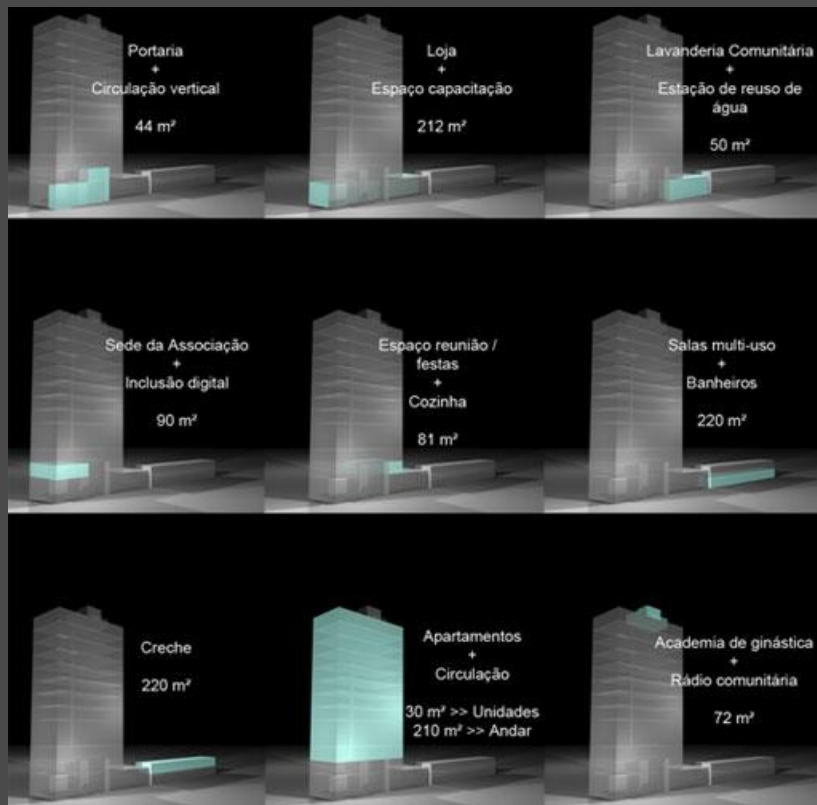 Portaria
+
Circulação vertical
44 m²
Loja
+
Espaço capacitação
212 m²
Lavanderia Comunitária
+
Estação de reuso de
água
50 m²
Sede da Associação
+
Inclusão digital
90 m²
Espaço reunião /
festas
+
Cozinha
81 m²
Salas multi-uso
+
Banheiros
220 m²
Creche
220 m²
Apartamentos
+
Circulação
30 m² >> Unidades
210 m² >> Andar
Academia de ginástica
+
Rádio comunitária
72 m²